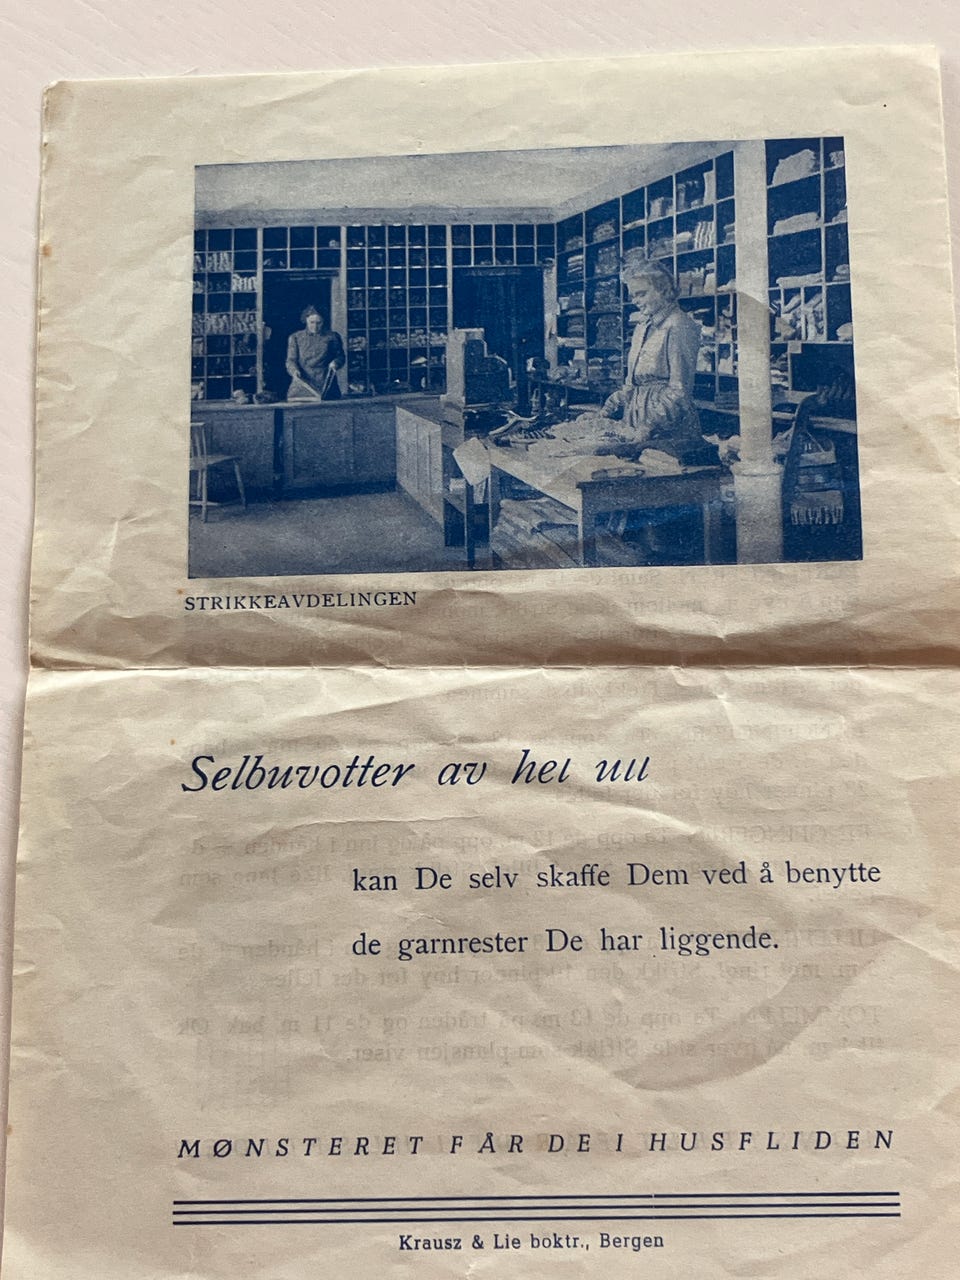 STRIKKEAVDELINGEN
Selbuvotter av hel ull
kan De selv skaffe Dem ved å benytte
de garnrester De har liggende.
MØNSTERET FÅR DE I HUSFLIDEN
Krausz & Lie boktr., Bergen